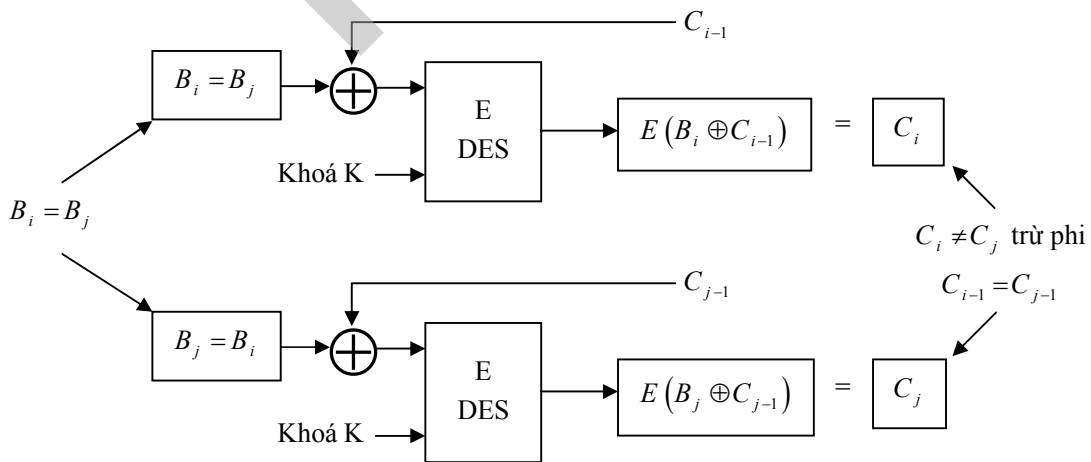 C_{i−1}
B_i = B_j
E
DES
E(B_i ⊕ C_{i−1})
=
C_i
Khoá K
B_i = B_j
C_i ≠ C_j trừ phi
C_{i−1} = C_{j−1}
C_{j−1}
B_j = B_i
E
DES
E(B_j ⊕ C_{j−1})
=
C_j
Khoá K